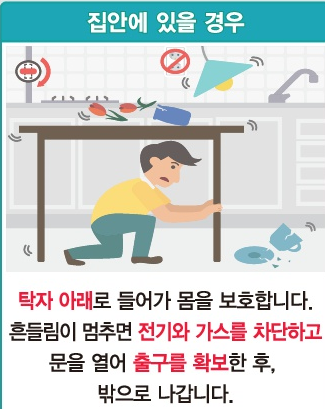 집안에 있을 경우
탁자 아래로 들어가 몸을 보호합니다.
흔들림이 멈추면 전기와 가스를 차단하고
문을 열어 출구를 확보한 후,
밖으로 나갑니다.